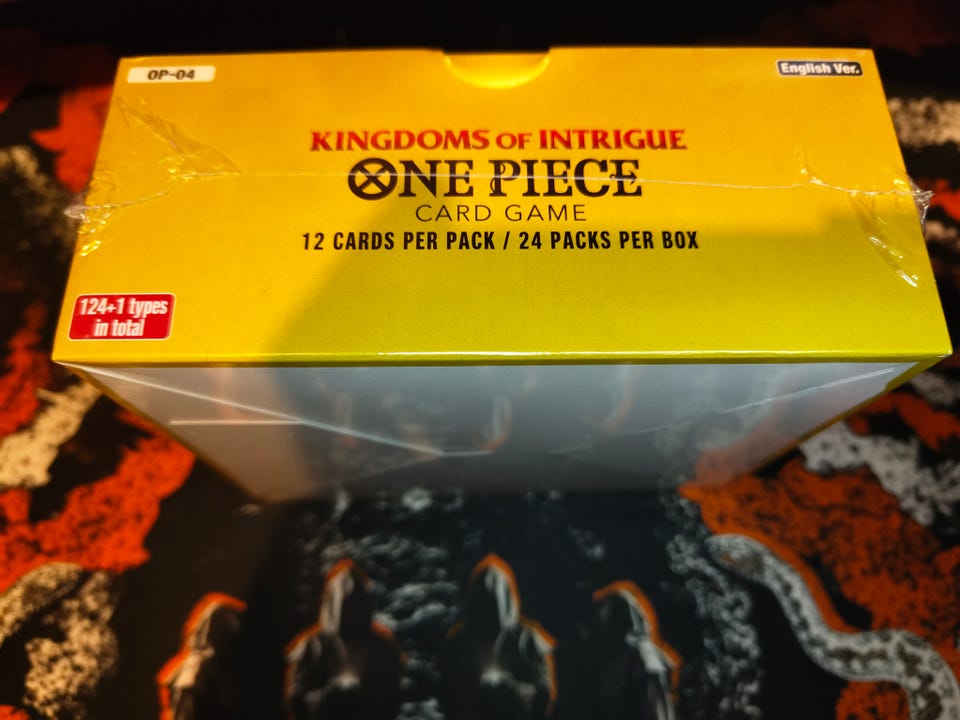 OP-04
English Ver.
KINGDOMS OF INTRIGUE
ONE PIECE
CARD GAME
12 CARDS PER PACK / 24 PACKS PER BOX
124+1 types
in total